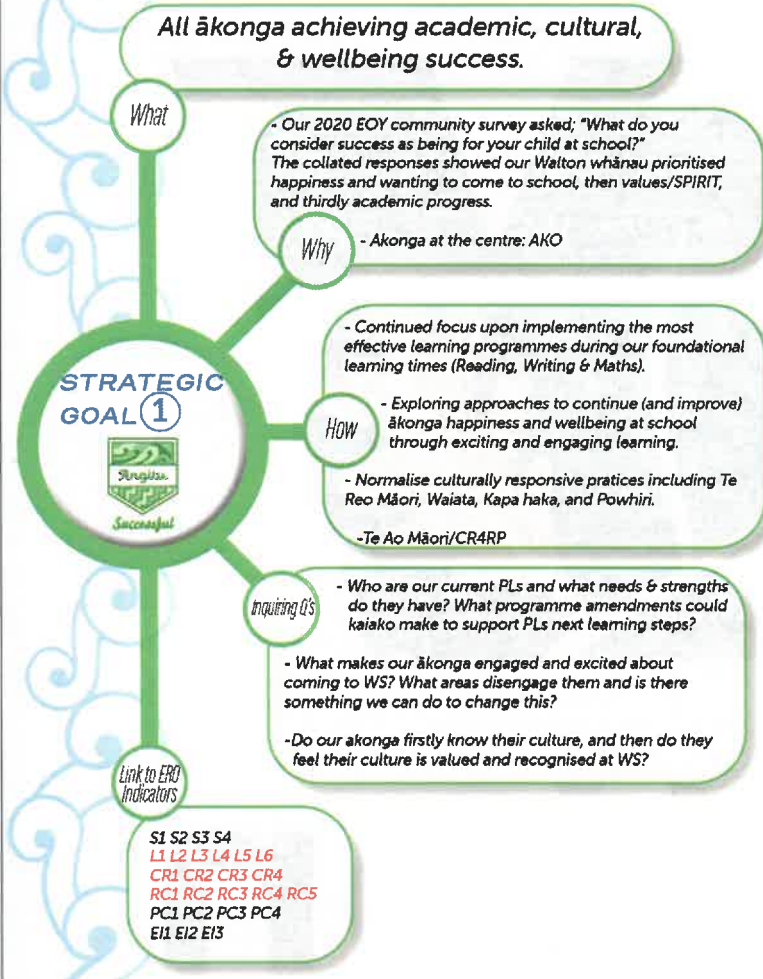 All ākonga achieving academic, cultural,
& wellbeing success.
What
- Our 2020 EOY community survey asked; "What do you
consider success as being for your child at school?"
The collated responses showed our Walton whānau prioritised
happiness and wanting to come to school, then values/SPIRIT,
and thirdly academic progress.
- Akonga at the centre: AKO
Why
- Continued focus upon implementing the most
effective learning programmes during our foundational
learning times (Reading, Writing & Maths).
- Exploring approaches to continue (and improve)
ākonga happiness and wellbeing at school
through exciting and engaging learning.
- Normalise culturally responsive pratices including Te
Reo Māori, Waiata, Kapa haka, and Powhiri.
-Te Ao Māori/CR4RP
How
STRATEGIC
GOAL 1
Angitu
Successful
Inquiring Q's
- Who are our current PLs and what needs & strengths
do they have? What programme amendments could
kaiako make to support PLs next learning steps?
- What makes our ākonga engaged and excited about
coming to WS? What areas disengage them and is there
something we can do to change this?
-Do our akonga firstly know their culture, and then do they
feel their culture is valued and recognised at WS?
Link to ERO
Indicators
S1 S2 S3 S4
L1 L2 L3 L4 L5 L6
CR1 CR2 CR3 CR4
RC1 RC2 RC3 RC4 RC5
PC1 PC2 PC3 PC4
EI1 EI2 EI3